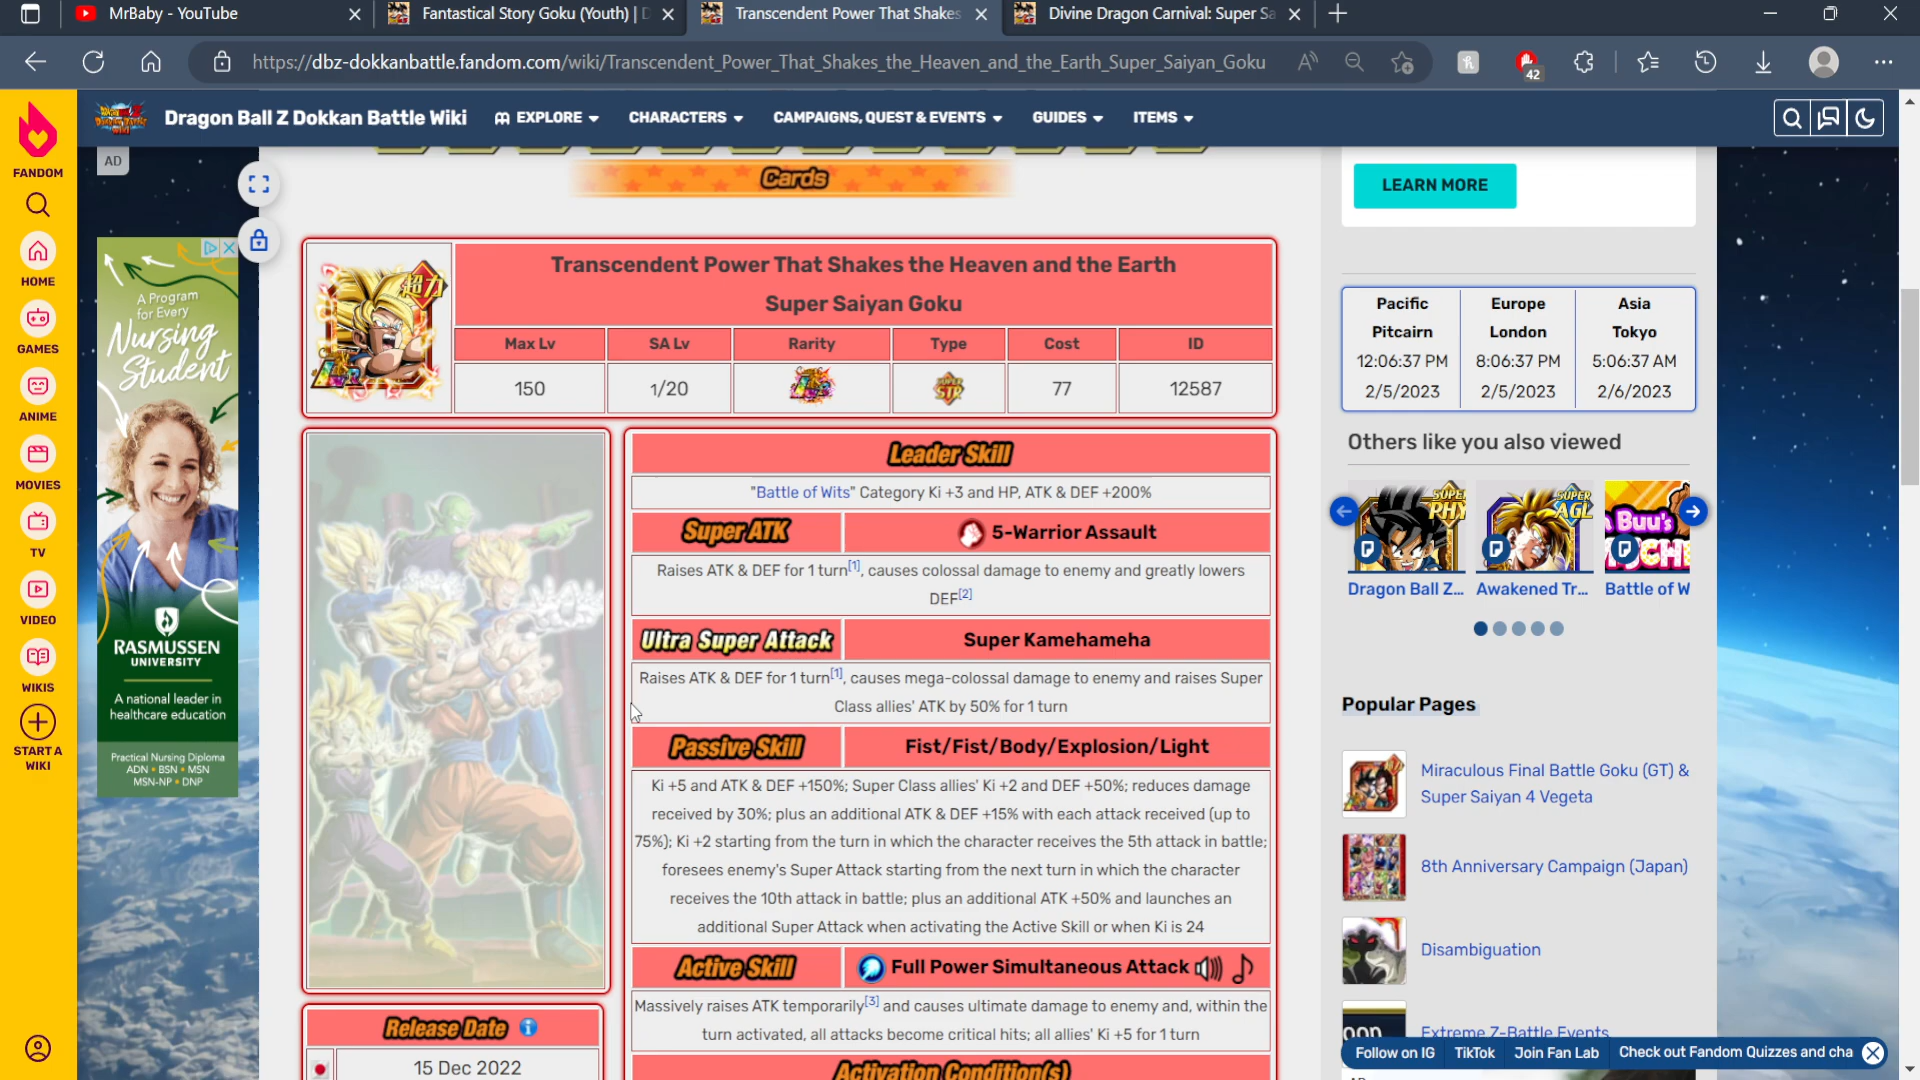 MrBaby - YouTube
Fantastical Story Goku (Youth) | D
Transcendent Power That Shakes
Divine Dragon Carnival: Super Sa
https://dbz-dokkanbattle.fandom.com/wiki/Transcendent_Power_That_Shakes_the_Heaven_and_the_Earth_Super_Saiyan_Goku
42
Dragon Ball Z Dokkan Battle Wiki
EXPLORE
CHARACTERS
CAMPAIGNS, QUEST & EVENTS
GUIDES
ITEMS
FANDOM
HOME
GAMES
ANIME
MOVIES
TV
VIDEO
WIKIS
START A
WIKI
AD
A Program
for Every
Nursing
Student
RASMUSSEN
UNIVERSITY
A national leader in
healthcare education
Practical Nursing Diploma
ADN • BSN • MSN
MSN-NP • DNP
Cards
超力
LR
Transcendent Power That Shakes the Heaven and the Earth
Super Saiyan Goku
Max Lv
SA Lv
Rarity
Type
Cost
ID
150
1/20
LR
SUPER STR
77
12587
Leader Skill
"Battle of Wits" Category Ki +3 and HP, ATK & DEF +200%
Super ATK
5-Warrior Assault
Raises ATK & DEF for 1 turn[1], causes colossal damage to enemy and greatly lowers
DEF[2]
Ultra Super Attack
Super Kamehameha
Raises ATK & DEF for 1 turn[1], causes mega-colossal damage to enemy and raises Super
Class allies' ATK by 50% for 1 turn
Passive Skill
Fist/Fist/Body/Explosion/Light
Ki +5 and ATK & DEF +150%; Super Class allies' Ki +2 and DEF +50%; reduces damage
received by 30%; plus an additional ATK & DEF +15% with each attack received (up to
75%); Ki +2 starting from the turn in which the character receives the 5th attack in battle;
foresees enemy's Super Attack starting from the next turn in which the character
receives the 10th attack in battle; plus an additional ATK +50% and launches an
additional Super Attack when activating the Active Skill or when Ki is 24
Active Skill
Full Power Simultaneous Attack
Massively raises ATK temporarily[3] and causes ultimate damage to enemy and, within the
turn activated, all attacks become critical hits; all allies' Ki +5 for 1 turn
Activation Condition(s)
Release Date
15 Dec 2022
LEARN MORE
Pacific
Europe
Asia
Pitcairn
London
Tokyo
12:06:37 PM
8:06:37 PM
5:06:37 AM
2/5/2023
2/5/2023
2/6/2023
Others like you also viewed
SUPER PHY
SUPER AGL
Buu's
Dragon Ball Z...
Awakened Tr...
Battle of W
Popular Pages
Miraculous Final Battle Goku (GT) &
Super Saiyan 4 Vegeta
8th Anniversary Campaign (Japan)
Disambiguation
Extreme Z-Battle Events
Follow on IG
TikTok
Join Fan Lab
Check out Fandom Quizzes and cha